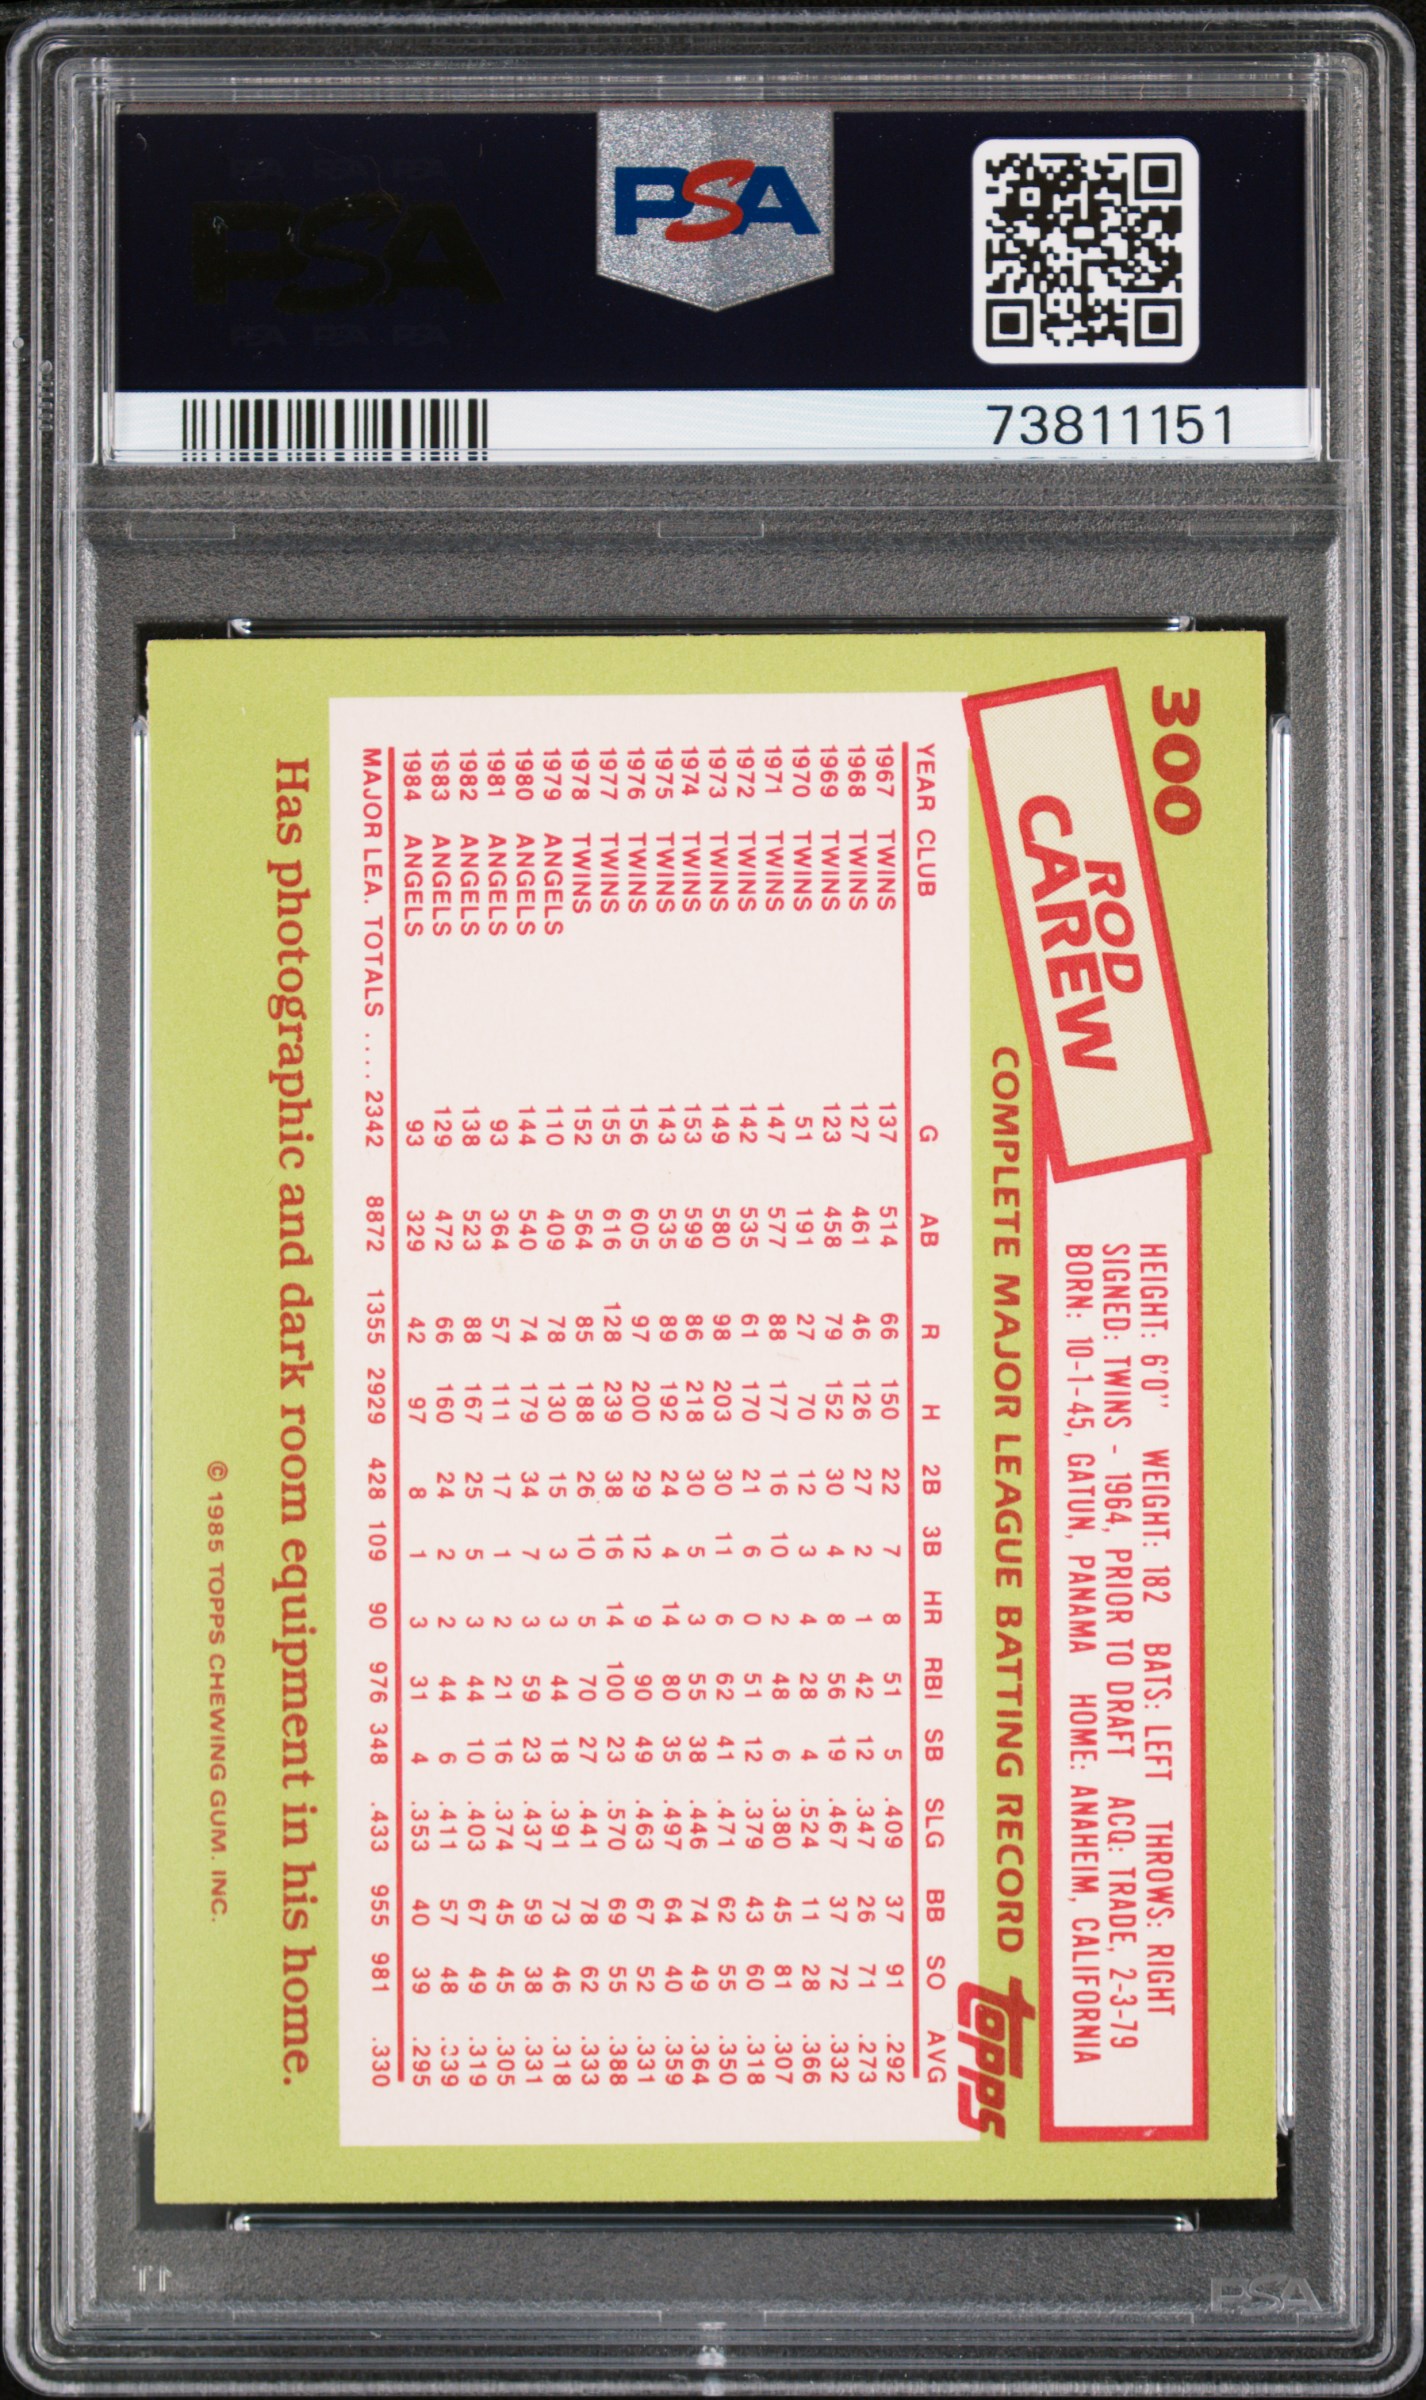 PSA
PSA
73811151
300
ROD
CAREW
HEIGHT: 6'0" WEIGHT: 182 BATS: LEFT THROWS: RIGHT
SIGNED: TWINS - 1964, PRIOR TO DRAFT ACQ: TRADE, 2-3-79
BORN: 10-1-45, GATUN, PANAMA HOME: ANAHEIM, CALIFORNIA
COMPLETE MAJOR LEAGUE BATTING RECORD topps
YEAR CLUB G AB R H 2B 3B HR RBI SB SLG BB SO AVG
1967 TWINS 137 514 66 150 22 7 8 51 5 .409 37 91 .292
1968 TWINS 127 461 46 126 27 2 1 42 12 .347 26 71 .273
1969 TWINS 123 458 79 152 30 4 8 56 19 .467 37 72 .332
1970 TWINS 51 191 27 70 12 3 4 28 4 .524 11 28 .366
1971 TWINS 147 577 88 177 16 10 2 48 6 .380 45 81 .307
1972 TWINS 142 535 61 170 21 6 0 51 12 .379 43 60 .318
1973 TWINS 149 580 98 203 30 11 6 62 41 .471 62 55 .350
1974 TWINS 153 599 86 218 30 5 3 55 38 .446 74 49 .364
1975 TWINS 143 535 89 192 24 4 14 80 35 .497 64 40 .359
1976 TWINS 156 605 97 200 29 12 9 90 49 .463 67 52 .331
1977 TWINS 155 616 128 239 38 16 14 100 23 .570 69 55 .388
1978 TWINS 152 564 85 188 26 10 5 70 27 .441 78 62 .333
1979 ANGELS 110 409 78 130 15 3 3 44 18 .391 73 46 .318
1980 ANGELS 144 540 74 179 34 7 3 59 23 .437 59 38 .331
1981 ANGELS 93 364 57 111 17 1 2 21 16 .374 45 45 .305
1982 ANGELS 138 523 88 167 25 5 3 44 10 .403 67 49 .319
1983 ANGELS 129 472 66 160 24 2 2 44 6 .411 57 48 .339
1984 ANGELS 93 329 42 97 8 1 3 31 4 .353 40 39 .295
MAJOR LEA. TOTALS .... 2342 8872 1355 2929 428 109 90 976 348 .433 955 981 .330
Has photographic and dark room equipment in his home.
© 1985 TOPPS CHEWING GUM. INC.
PSA